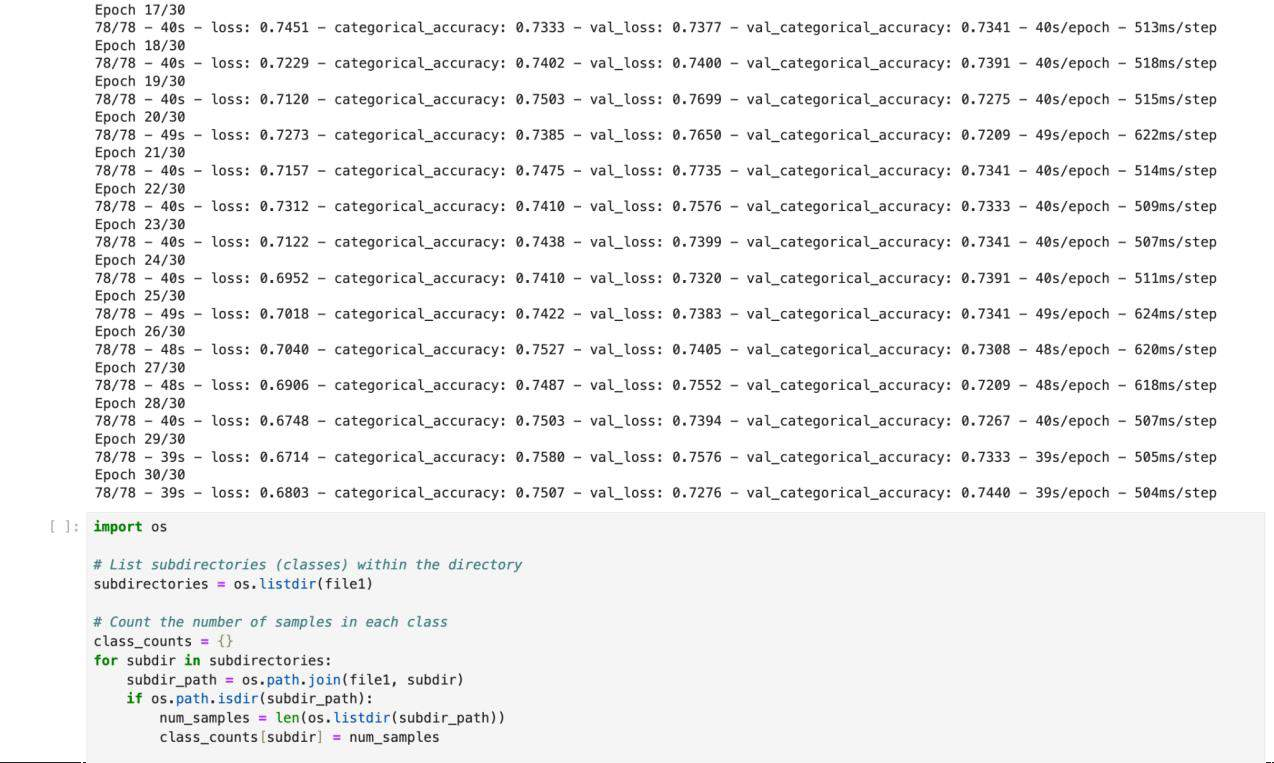 Epoch 17/30
78/78 – 40s – loss: 0.7451 – categorical_accuracy: 0.7333 – val_loss: 0.7377 – val_categorical_accuracy: 0.7341 – 40s/epoch – 513ms/step
Epoch 18/30
78/78 – 40s – loss: 0.7229 – categorical_accuracy: 0.7402 – val_loss: 0.7400 – val_categorical_accuracy: 0.7391 – 40s/epoch – 518ms/step
Epoch 19/30
78/78 – 40s – loss: 0.7120 – categorical_accuracy: 0.7503 – val_loss: 0.7699 – val_categorical_accuracy: 0.7275 – 40s/epoch – 515ms/step
Epoch 20/30
78/78 – 49s – loss: 0.7273 – categorical_accuracy: 0.7385 – val_loss: 0.7650 – val_categorical_accuracy: 0.7209 – 49s/epoch – 622ms/step
Epoch 21/30
78/78 – 40s – loss: 0.7157 – categorical_accuracy: 0.7475 – val_loss: 0.7735 – val_categorical_accuracy: 0.7341 – 40s/epoch – 514ms/step
Epoch 22/30
78/78 – 40s – loss: 0.7312 – categorical_accuracy: 0.7410 – val_loss: 0.7576 – val_categorical_accuracy: 0.7333 – 40s/epoch – 509ms/step
Epoch 23/30
78/78 – 40s – loss: 0.7122 – categorical_accuracy: 0.7438 – val_loss: 0.7399 – val_categorical_accuracy: 0.7341 – 40s/epoch – 507ms/step
Epoch 24/30
78/78 – 40s – loss: 0.6952 – categorical_accuracy: 0.7410 – val_loss: 0.7320 – val_categorical_accuracy: 0.7391 – 40s/epoch – 511ms/step
Epoch 25/30
78/78 – 49s – loss: 0.7018 – categorical_accuracy: 0.7422 – val_loss: 0.7383 – val_categorical_accuracy: 0.7341 – 49s/epoch – 624ms/step
Epoch 26/30
78/78 – 48s – loss: 0.7040 – categorical_accuracy: 0.7527 – val_loss: 0.7405 – val_categorical_accuracy: 0.7308 – 48s/epoch – 620ms/step
Epoch 27/30
78/78 – 48s – loss: 0.6906 – categorical_accuracy: 0.7487 – val_loss: 0.7552 – val_categorical_accuracy: 0.7209 – 48s/epoch – 618ms/step
Epoch 28/30
78/78 – 40s – loss: 0.6748 – categorical_accuracy: 0.7503 – val_loss: 0.7394 – val_categorical_accuracy: 0.7267 – 40s/epoch – 507ms/step
Epoch 29/30
78/78 – 39s – loss: 0.6714 – categorical_accuracy: 0.7580 – val_loss: 0.7576 – val_categorical_accuracy: 0.7333 – 39s/epoch – 505ms/step
Epoch 30/30
78/78 – 39s – loss: 0.6803 – categorical_accuracy: 0.7507 – val_loss: 0.7276 – val_categorical_accuracy: 0.7440 – 39s/epoch – 504ms/step
[ ]: import os
# List subdirectories (classes) within the directory
subdirectories = os.listdir(file1)
# Count the number of samples in each class
class_counts = {}
for subdir in subdirectories:
    subdir_path = os.path.join(file1, subdir)
    if os.path.isdir(subdir_path):
        num_samples = len(os.listdir(subdir_path))
        class_counts[subdir] = num_samples